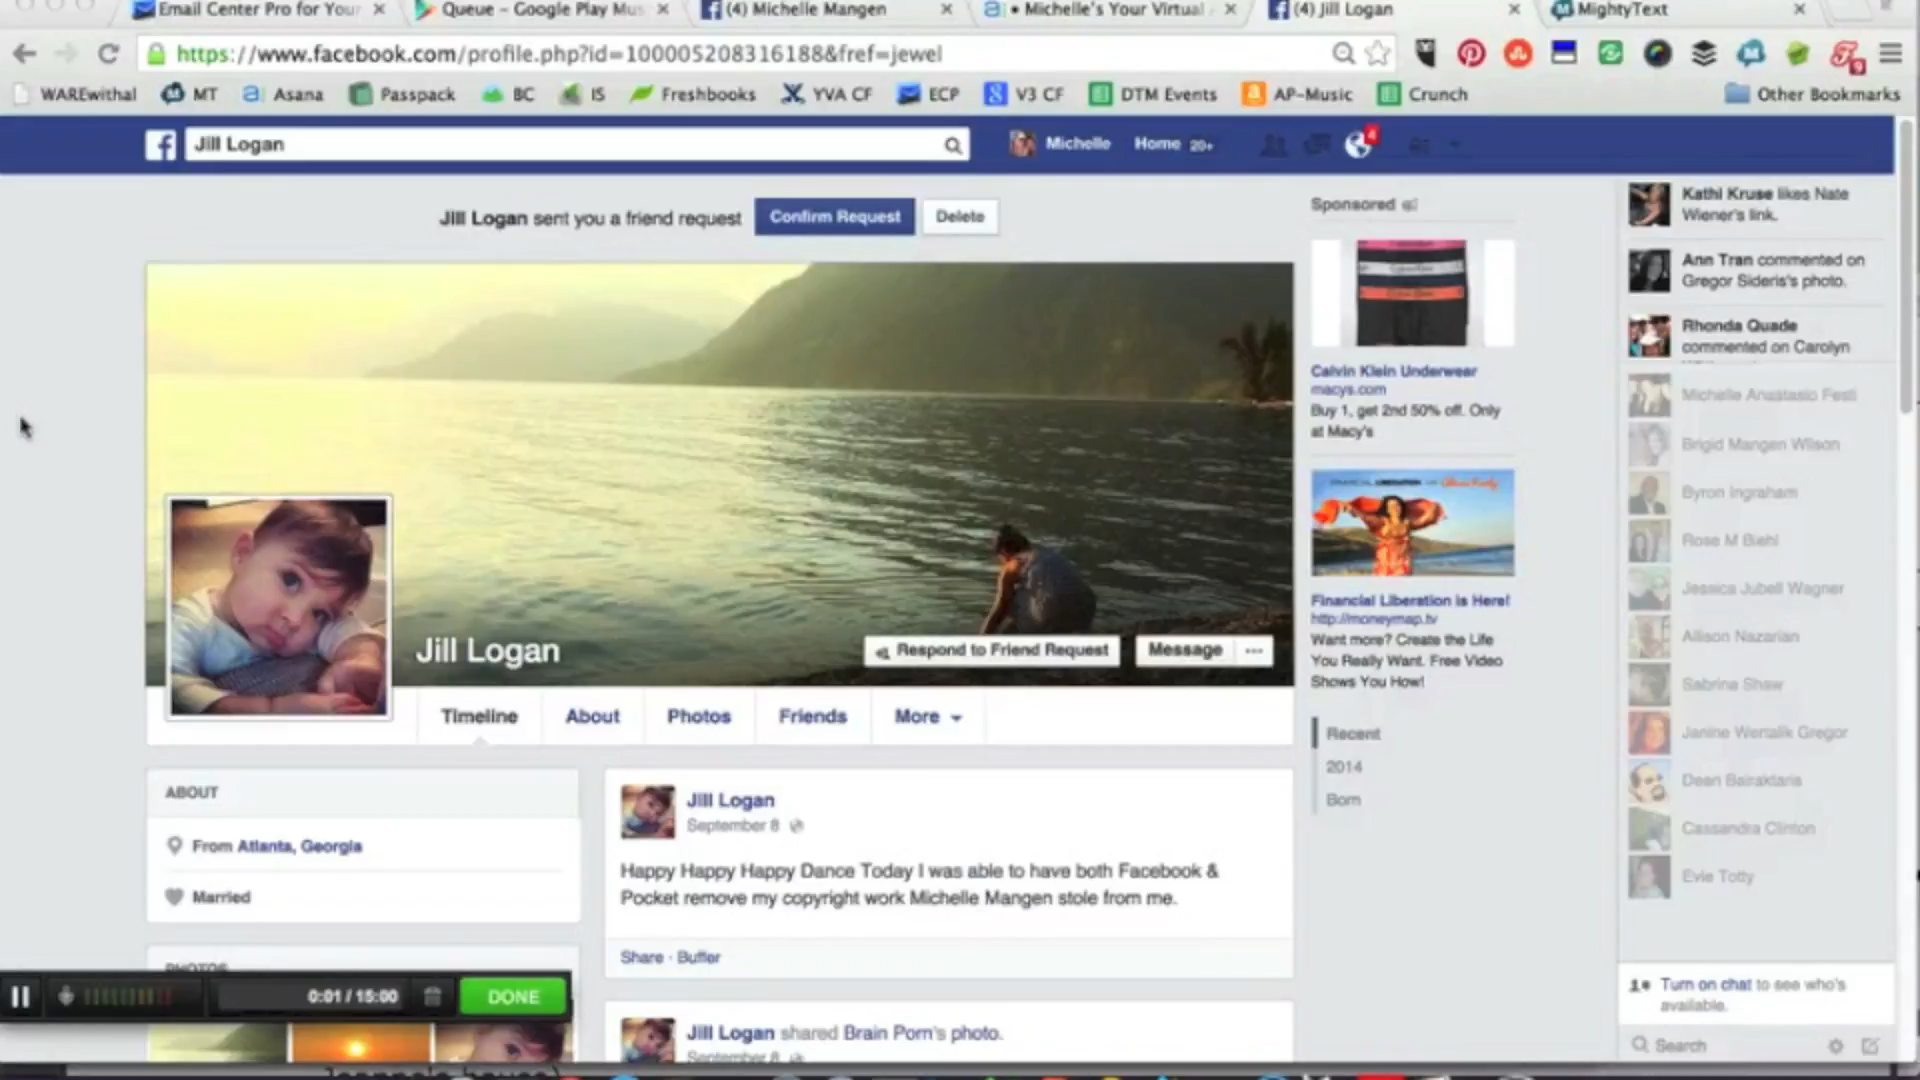 Email Center Pro for Your
Queue – Google Play Mus
(4) Michelle Mangen
• Michelle's Your Virtual
(4) Jill Logan
MightyText
https://www.facebook.com/profile.php?id=100005208316188&fref=jewel
9
WAREwithal
MT
Asana
Passpack
BC
IS
Freshbooks
YVA CF
ECP
V3 CF
DTM Events
AP-Music
Crunch
Other Bookmarks
Jill Logan
Michelle
Home 20+
4
Jill Logan sent you a friend request
Confirm Request
Delete
Jill Logan
Respond to Friend Request
Message
Timeline
About
Photos
Friends
More
ABOUT
From Atlanta, Georgia
Married
PHOTOS
0:01 / 15:00
DONE
Jill Logan
September 8
Happy Happy Happy Dance Today I was able to have both Facebook &
Pocket remove my copyright work Michelle Mangen stole from me.
Share · Buffer
Jill Logan shared Brain Porn's photo.
September 8
Sponsored
Calvin Klein Underwear
macys.com
Buy 1, get 2nd 50% off. Only
at Macy's
Financial Liberation is Here!
http://moneymap.tv
Want more? Create the Life
You Really Want. Free Video
Shows You How!
Recent
2014
Born
Kathi Kruse likes Nate
Wiener's link.
Ann Tran commented on
Gregor Sideris's photo.
Rhonda Quade
commented on Carolyn
Michelle Anastasio Festi
Brigid Mangen Wilson
Byron Ingraham
Rose M Biehl
Jessica Jubell Wagner
Allison Nazarian
Sabrina Shaw
Janine Wertalik Gregor
Dean Bairaktaris
Cassandra Clinton
Evie Totty
Turn on chat to see who's
available.
Search